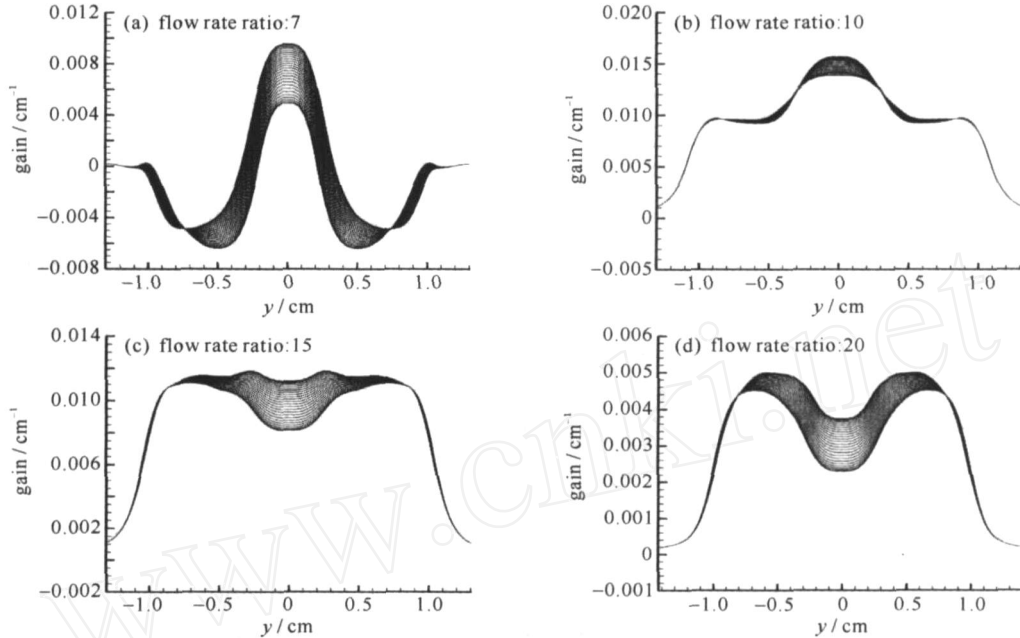 (a) flow rate ratio:7
0.012
0.008
0.004
0
−0.004
−0.008
gain / cm⁻¹
−1.0 −0.5 0 0.5 1.0
y / cm
(b) flow rate ratio:10
0.020
0.015
0.010
0.005
0
−0.005
gain / cm⁻¹
−1.0 −0.5 0 0.5 1.0
y / cm
(c) flow rate ratio:15
0.014
0.010
0.006
0.002
−0.002
gain / cm⁻¹
−1.0 −0.5 0 0.5 1.0
y / cm
(d) flow rate ratio:20
0.006
0.005
0.004
0.003
0.002
0.001
0
−0.001
gain / cm⁻¹
−1.0 −0.5 0 0.5 1.0
y / cm
www.cnki.net